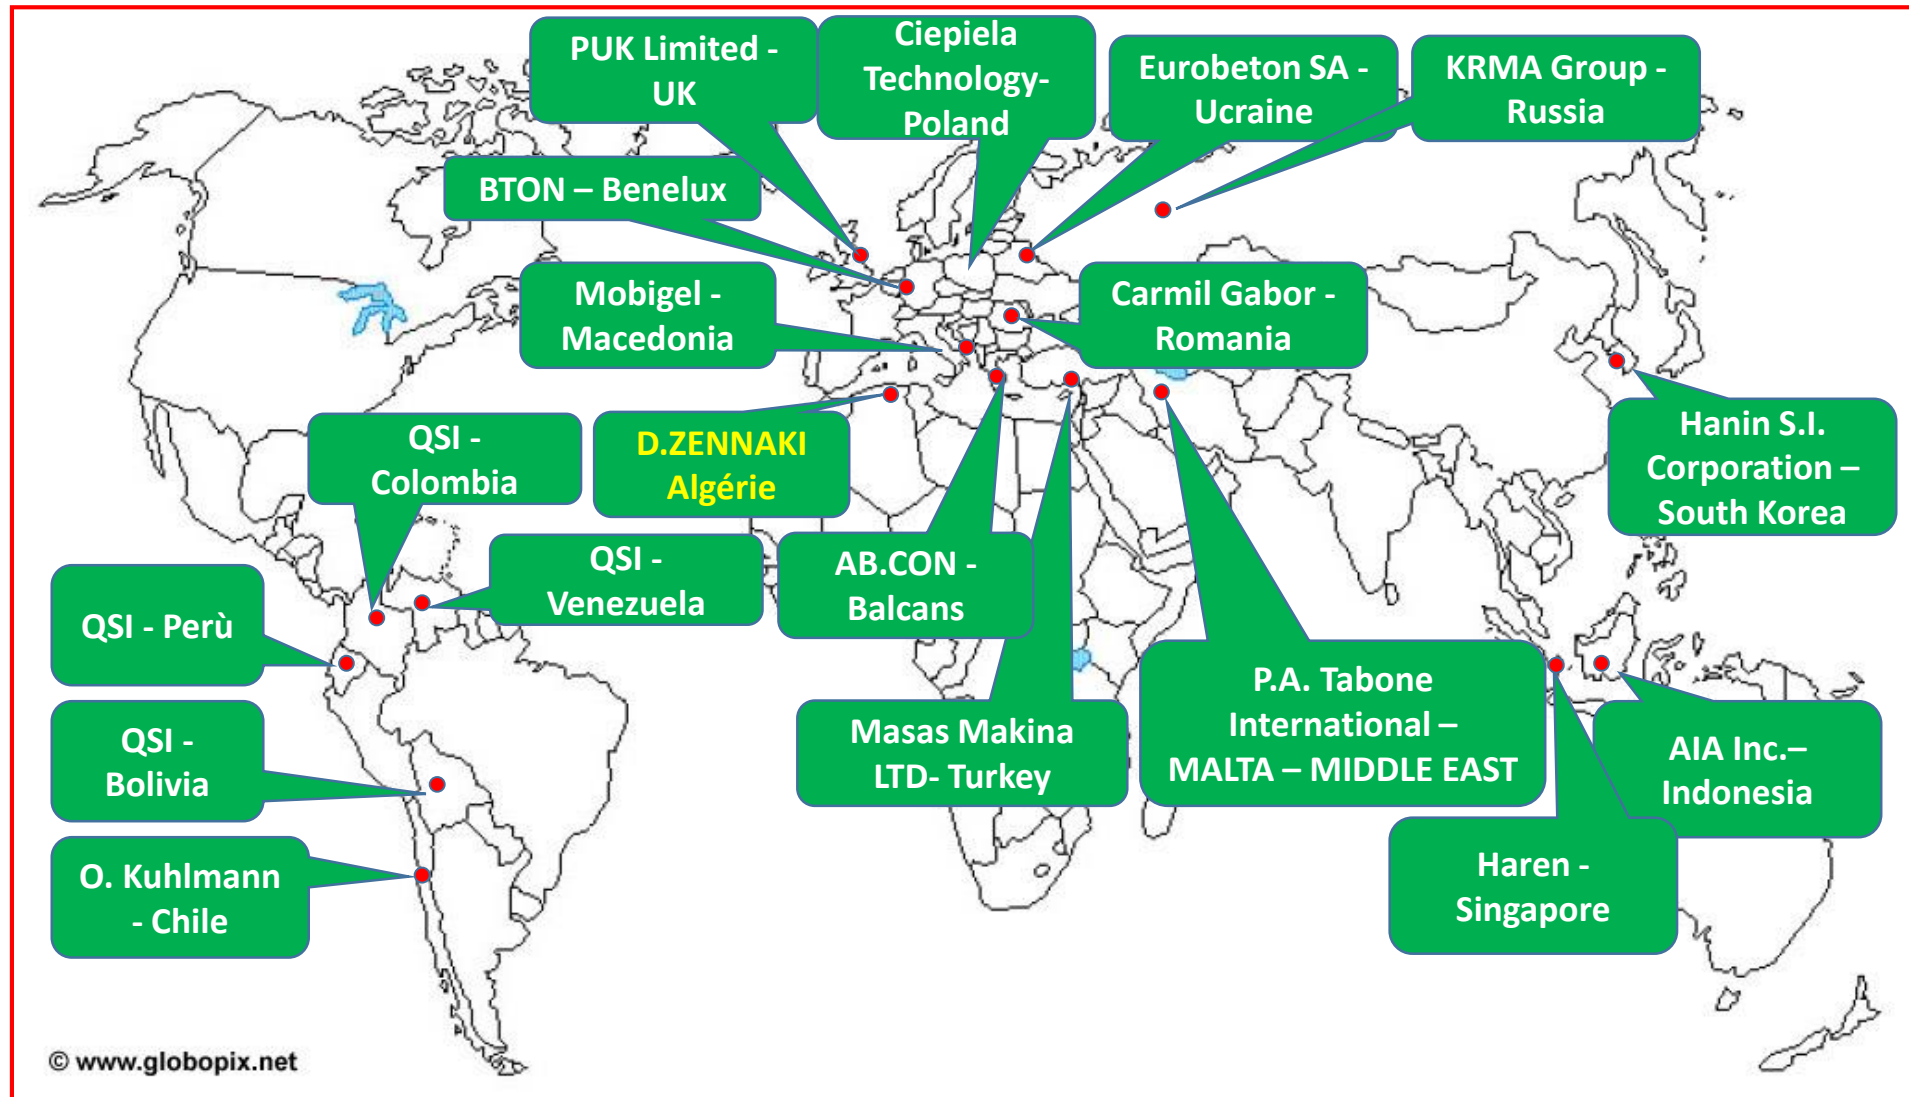 PUK Limited -
UK
Ciepiela
Technology-
Poland
Eurobeton SA -
Ucraine
KRMA Group -
Russia
BTON – Benelux
Mobigel -
Macedonia
Carmil Gabor -
Romania
QSI -
Colombia
D.ZENNAKI
Algérie
Hanin S.I.
Corporation –
South Korea
QSI -
Venezuela
AB.CON -
Balcans
QSI - Perù
QSI -
Bolivia
Masas Makina
LTD- Turkey
P.A. Tabone
International –
MALTA – MIDDLE EAST
AIA Inc.–
Indonesia
O. Kuhlmann
- Chile
Haren -
Singapore
© www.globopix.net